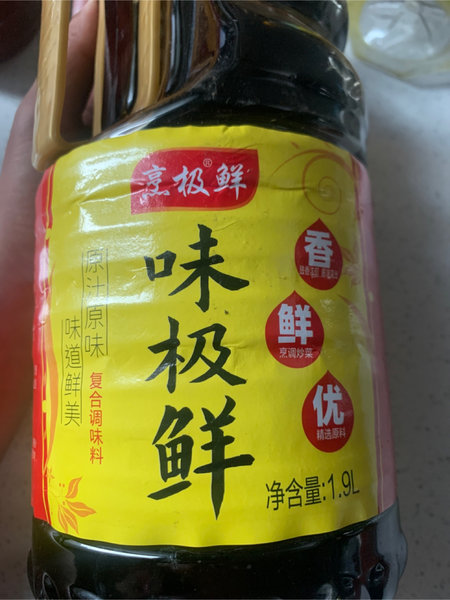 烹极鲜®
味极鲜
原汁原味
味道鲜美
复合调味料
香
鲜
烹调炒菜
优
精选原料
净含量:1.9L